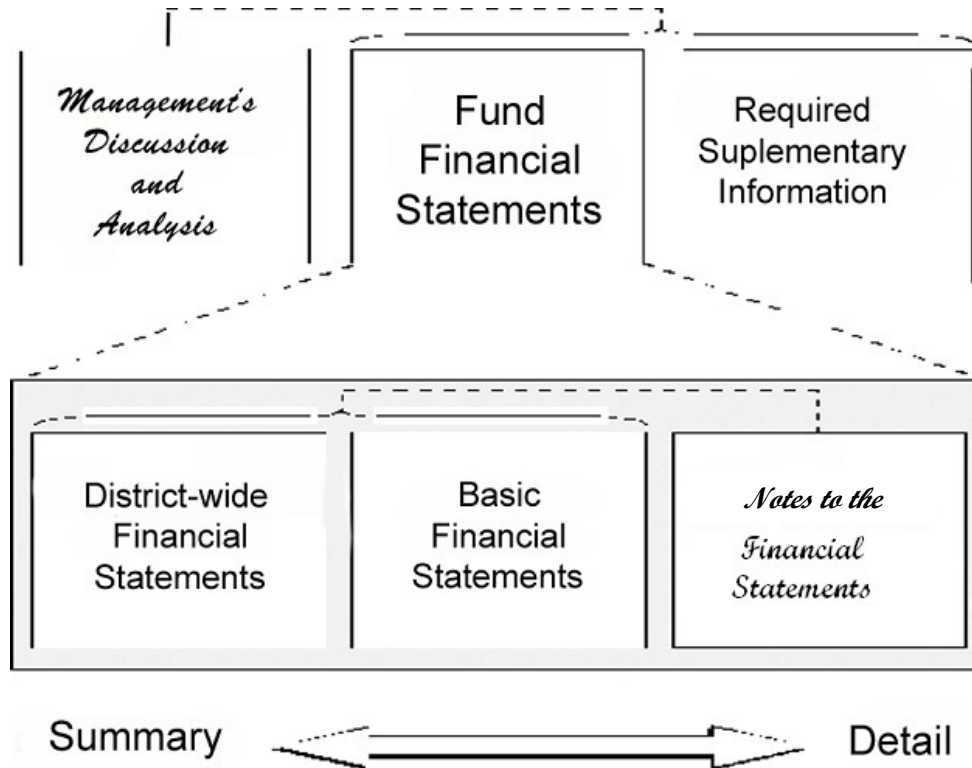 Management's
Discussion
and
Analysis
Fund
Financial
Statements
Required
Suplementary
Information
District-wide
Financial
Statements
Basic
Financial
Statements
Notes to the
Financial
Statements
Summary
Detail